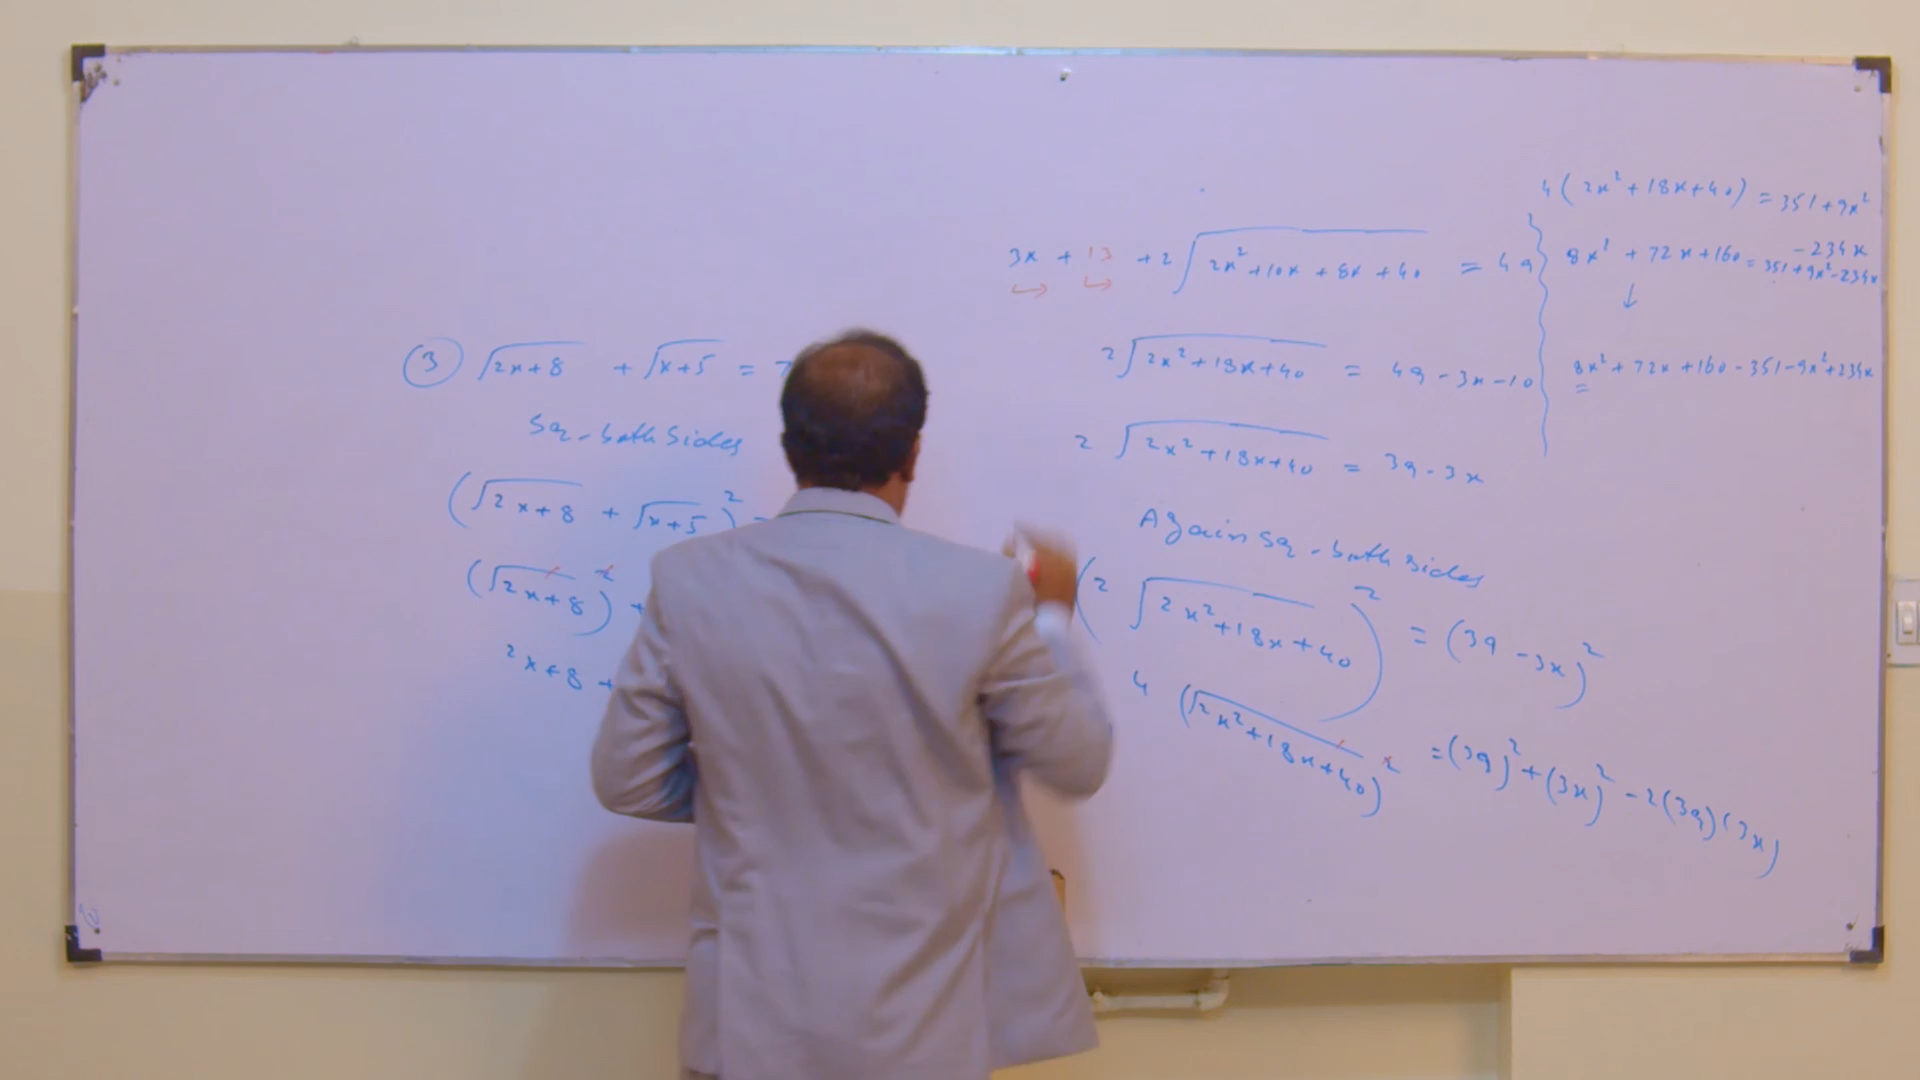 ③ √(2x+8) + √(x+5) = 7
Sq. both sides
(√(2x+8) + √(x+5))² =
(√(2x+8))² +
2x+8 +
3x + 13 + 2√(2x²+10x+8x+40) = 49
2√(2x²+18x+40) = 49-3x-10
2 √(2x²+18x+40) = 39-3x
Again sq. both sides
(2 √(2x²+18x+40))² = (39-3x)²
4 (√(2x²+18x+40))² = (39)²+(3x)²-2(39)(3x)
4(2x²+18x+40) = 351+9x²
-234x
8x² + 72x+160 = 351+9x²-234x
↓
8x²+72x+160-351-9x²+234x
=